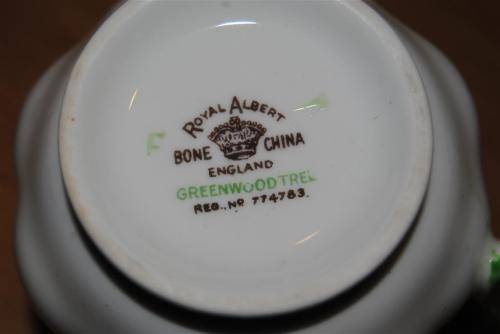 ROYAL ALBERT
BONE CHINA
ENGLAND
GREENWOODTREE
REG., Nº 774783.